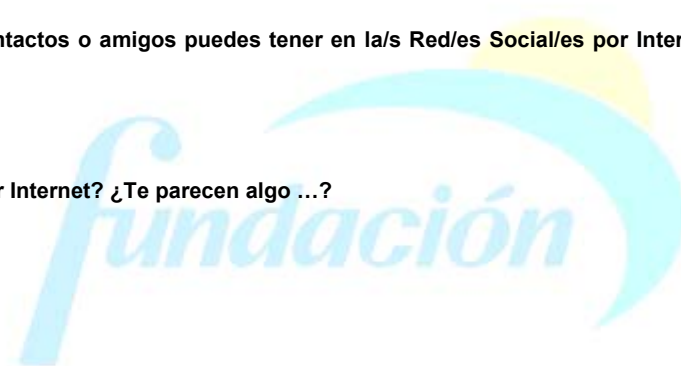 ntactos o amigos puedes tener en la/s Red/es Social/es por Inter
r Internet? ¿Te parecen algo …?
fundación